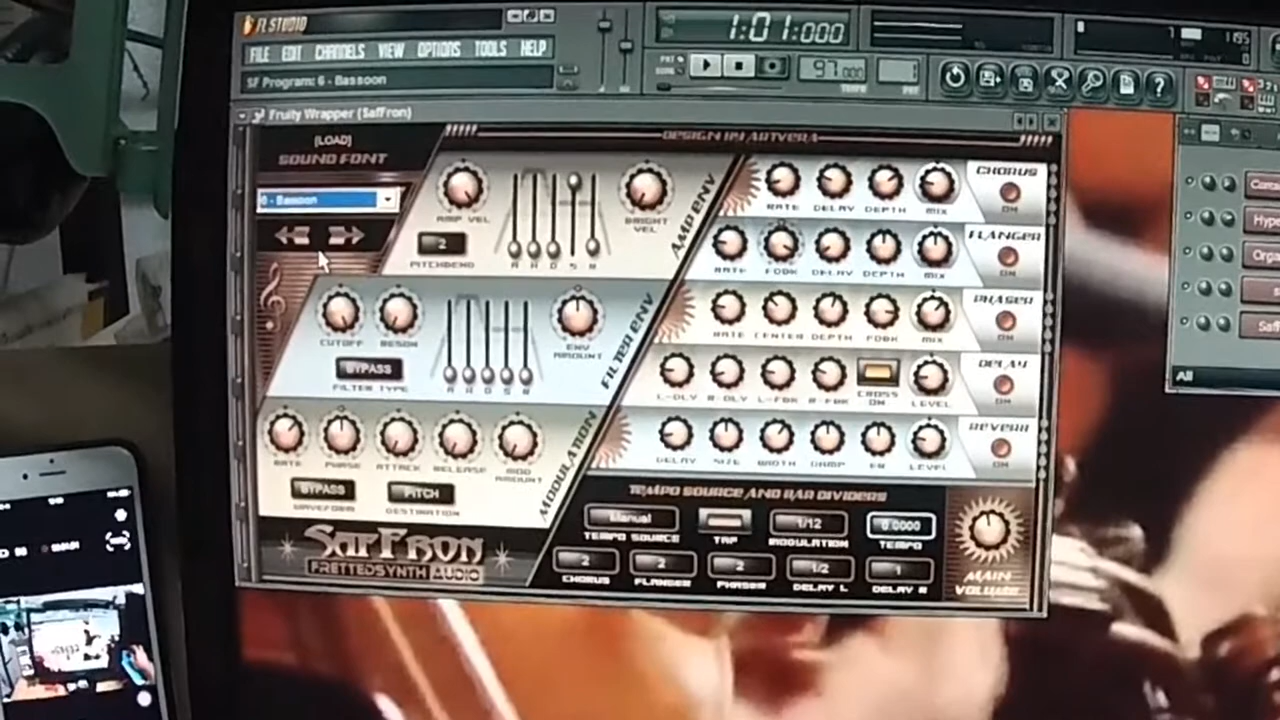 FL STUDIO
FILE EDIT CHANNELS VIEW OPTIONS TOOLS HELP
SF Program: 6 - Bassoon
1:01:000
97.000
Fruity Wrapper (SafFron)
DESIGN BY ARTVERA
[LOAD]
SOUND FONT
- Bassoon
AMP VEL
BRIGHT VEL
2
PITCHBEND
A H D S R
AMP ENV
CUTOFF RESON
BYPASS
FILTER TYPE
A H D S R
ENV AMOUNT
FILTER ENV
RATE PHASE ATTACK RELEASE MOD AMOUNT
BYPASS PITCH
WAVEFORM DESTINATION
MODULATION
SAFFRON
FRETTEDSYNTH AUDIO
RATE DELAY DEPTH MIX
CHORUS
ON
RATE FDBK DELAY DEPTH MIX
FLANGER
ON
RATE CENTER DEPTH FDBK MIX
PHASER
ON
L-DLY R-DLY L-FBK R-FBK CROSS ON LEVEL
DELAY
ON
DELAY SIZE WIDTH DAMP ER LEVEL
REVERB
ON
TEMPO SOURCE AND BAR DIVIDERS
Manual 1/12 0.0000
TEMPO SOURCE TAP MODULATION TEMPO
2 2 2 1/2 1
CHORUS FLANGER PHASER DELAY L DELAY R
MAIN VOLUME
All